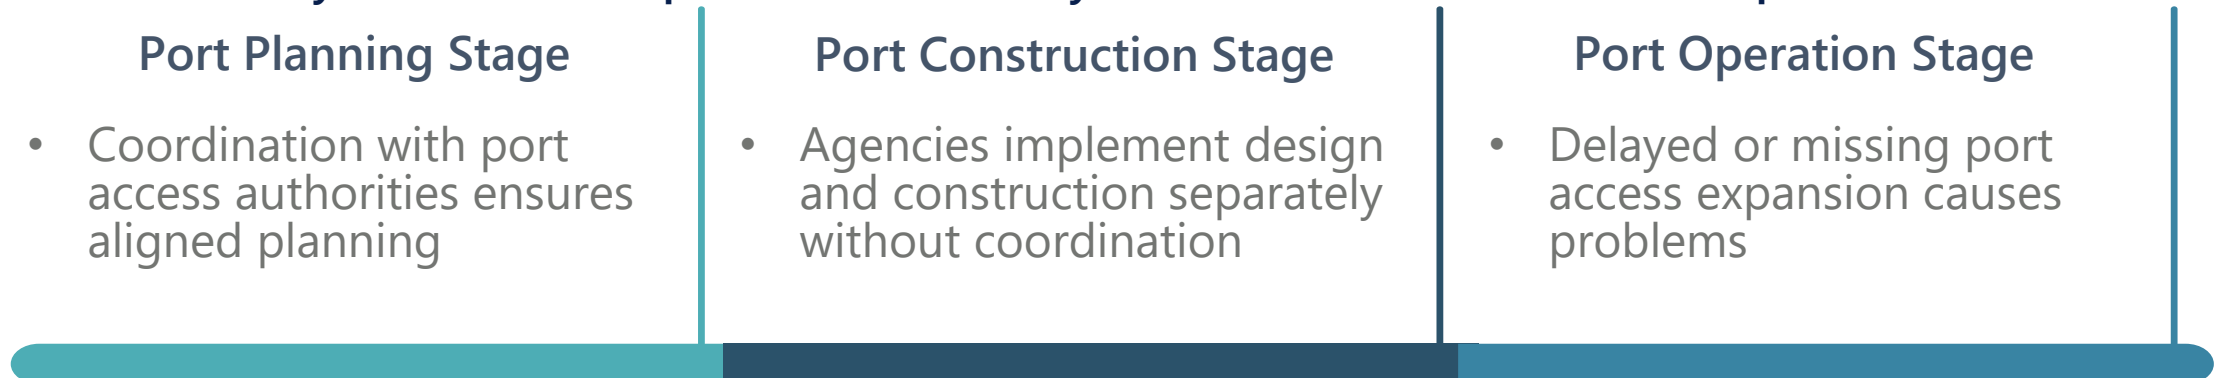 Port Planning Stage
• Coordination with port
access authorities ensures
aligned planning
Port Construction Stage
• Agencies implement design
and construction separately
without coordination
Port Operation Stage
• Delayed or missing port
access expansion causes
problems